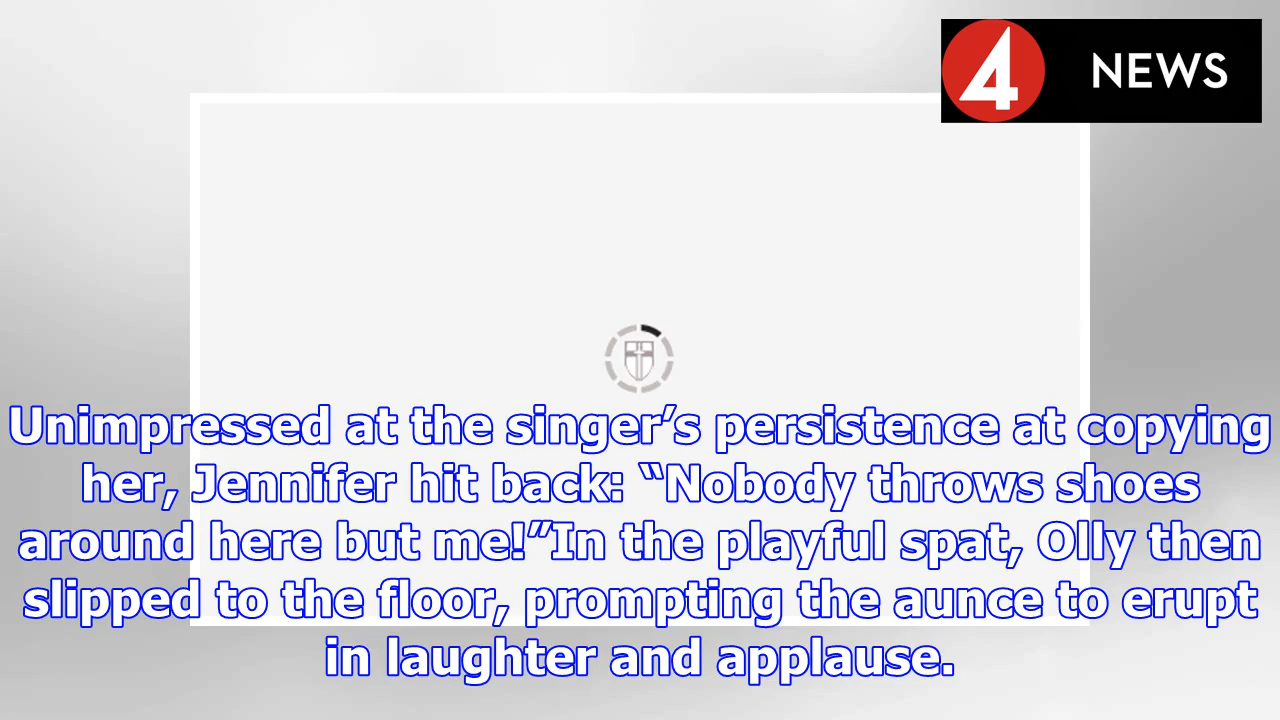 4 NEWS
Unimpressed at the singer’s persistence at copying
her, Jennifer hit back: “Nobody throws shoes
around here but me!”In the playful spat, Olly then
slipped to the floor, prompting the aunce to erupt
in laughter and applause.